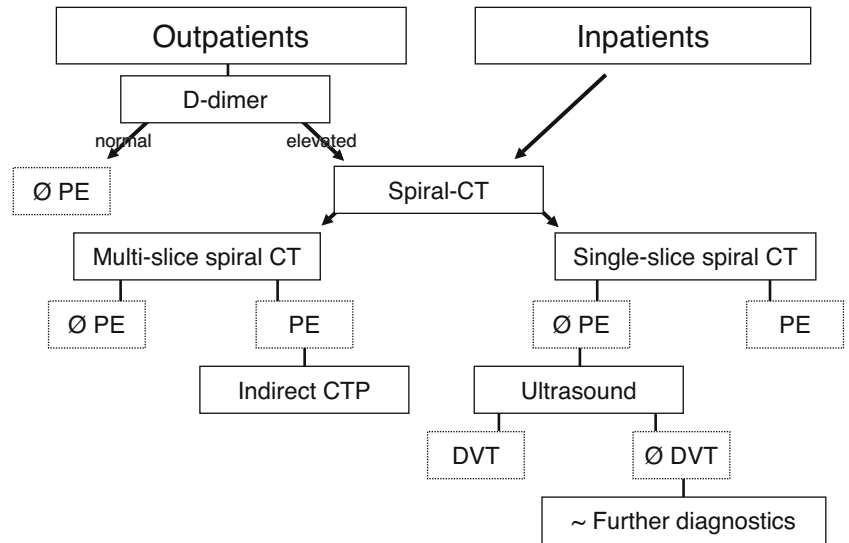 Outpatients
Inpatients
D-dimer
normal
elevated
Ø PE
Spiral-CT
Multi-slice spiral CT
Single-slice spiral CT
Ø PE
PE
Ø PE
PE
Indirect CTP
Ultrasound
DVT
Ø DVT
~ Further diagnostics